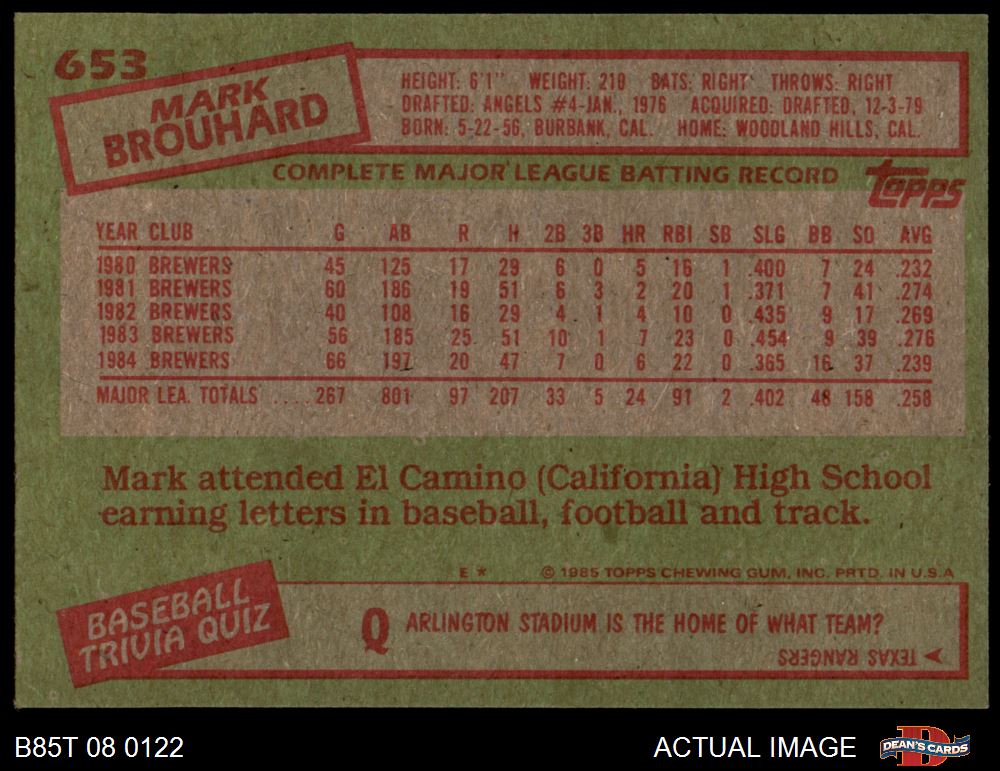 653
MARK
BROUHARD
HEIGHT: 6'1" WEIGHT: 210 BATS: RIGHT THROWS: RIGHT
DRAFTED: ANGELS #4-JAN., 1976 ACQUIRED: DRAFTED, 12-3-79
BORN: 5-22-56, BURBANK, CAL. HOME: WOODLAND HILLS, CAL.
COMPLETE MAJOR LEAGUE BATTING RECORD
TOPPS
YEAR CLUB G AB R H 2B 3B HR RBI SB SLG BB SO AVG
1980 BREWERS 45 125 17 29 6 0 5 16 1 .400 7 24 .232
1981 BREWERS 60 186 19 51 6 3 2 20 1 .371 7 41 .274
1982 BREWERS 40 108 16 29 4 1 4 10 0 .435 9 17 .269
1983 BREWERS 56 185 25 51 10 1 7 23 0 .454 9 39 .276
1984 BREWERS 66 197 20 47 7 0 6 22 0 .365 16 37 .239
MAJOR LEA. TOTALS ....267 801 97 207 33 5 24 91 2 .402 48 158 .258
Mark attended El Camino (California) High School
earning letters in baseball, football and track.
E * © 1985 TOPPS CHEWING GUM, INC. PRTD. IN U.S.A
BASEBALL
TRIVIA QUIZ
Q ARLINGTON STADIUM IS THE HOME OF WHAT TEAM?
TEXAS RANGERS
B85T 08 0122
ACTUAL IMAGE
D
DEAN'S CARDS